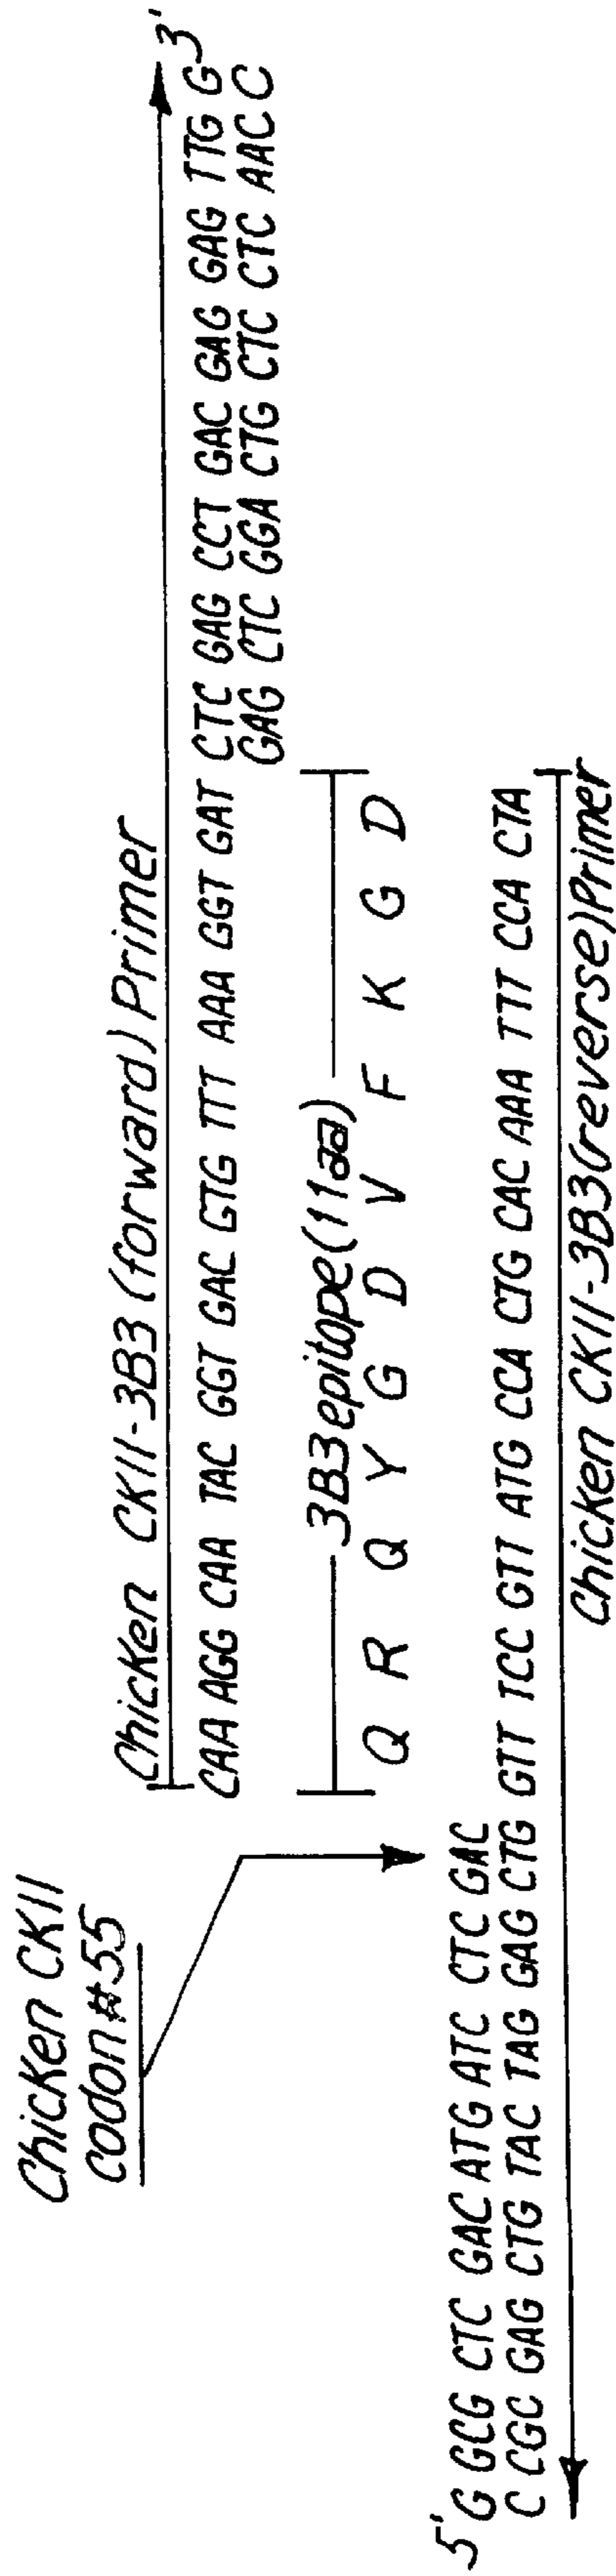 Chicken CK11
codon #55
Chicken CK11-3B3 (forward) Primer
3'
CAA AGG CAA TAC GGT GAC GTG TTT AAA GGT GAT CTC GAG CCT GAC GAG GAG TTG G
GAG CTC GGA CTG CTC CTC AAC C
3B3 epitope (11aa)
Q R Q Y G D V F K G D
5' G GCG CTC GAC ATG ATC CTC GAC
C CGC GAG CTG TAC TAG GAG CTG GTT TCC GTT ATG CCA CTG CAC AAA TTT CCA CTA
Chicken CK11-3B3 (reverse) Primer